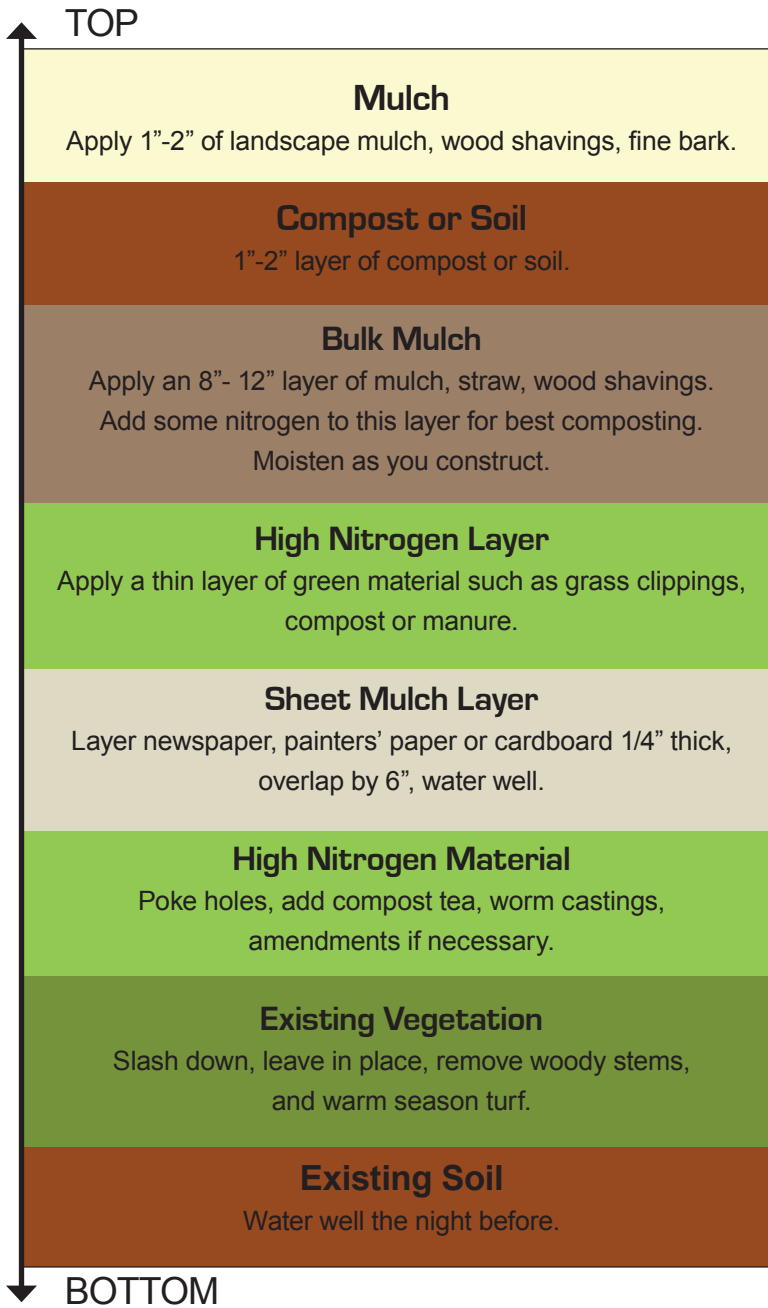 TOP
Mulch
Apply 1”-2” of landscape mulch, wood shavings, fine bark.
Compost or Soil
1”-2” layer of compost or soil.
Bulk Mulch
Apply an 8”- 12” layer of mulch, straw, wood shavings.
Add some nitrogen to this layer for best composting.
Moisten as you construct.
High Nitrogen Layer
Apply a thin layer of green material such as grass clippings,
compost or manure.
Sheet Mulch Layer
Layer newspaper, painters’ paper or cardboard 1/4” thick,
overlap by 6”, water well.
High Nitrogen Material
Poke holes, add compost tea, worm castings,
amendments if necessary.
Existing Vegetation
Slash down, leave in place, remove woody stems,
and warm season turf.
Existing Soil
Water well the night before.
BOTTOM